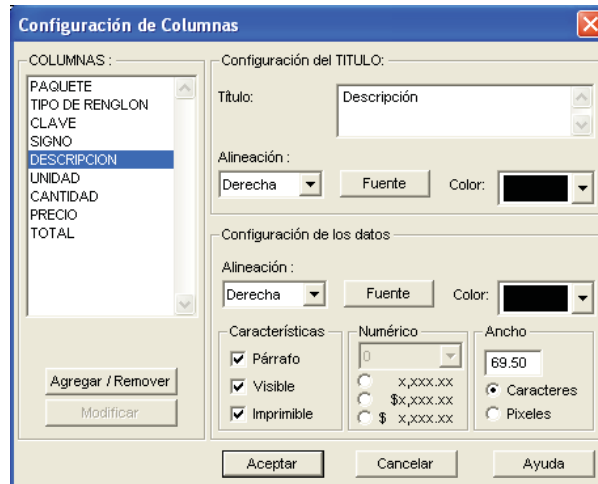 Configuración de Columnas
COLUMNAS :
PAQUETE
TIPO DE RENGLON
CLAVE
SIGNO
DESCRIPCION
UNIDAD
CANTIDAD
PRECIO
TOTAL
Agregar / Remover
Modificar
Configuración del TITULO:
Título:
Descripción
Alineación :
Derecha
Fuente
Color:
Configuración de los datos
Alineación :
Derecha
Fuente
Color:
Características
Párrafo
Visible
Imprimible
Numérico
0
x,xxx.xx
$x,xxx.xx
$ x,xxx.xx
Ancho
69.50
Caracteres
Pixeles
Aceptar
Cancelar
Ayuda